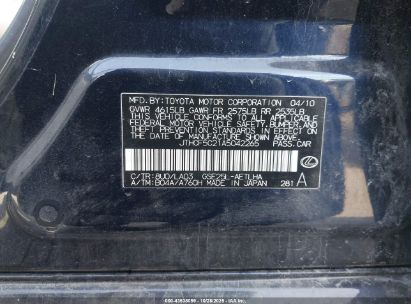 MFD.BY:TOYOTA MOTOR CORPORATION 04/10
GVWR 4615LB GAWR FR 2575LB RR 2535LB
THIS VEHICLE CONFORMS TO ALL APPLICABLE
FEDERAL MOTOR VEHICLE SAFETY, BUMPER, AND
THEFT PREVENTION STANDARDS IN EFFECT ON
THE DATE OF MANUFACTURE SHOWN ABOVE.
JTHCF5C21A5042265 PASS.CAR
C/TR:8U0/LA03 GSE25L-AETLHA
A/TM:B04A/A760H MADE IN JAPAN 281 A